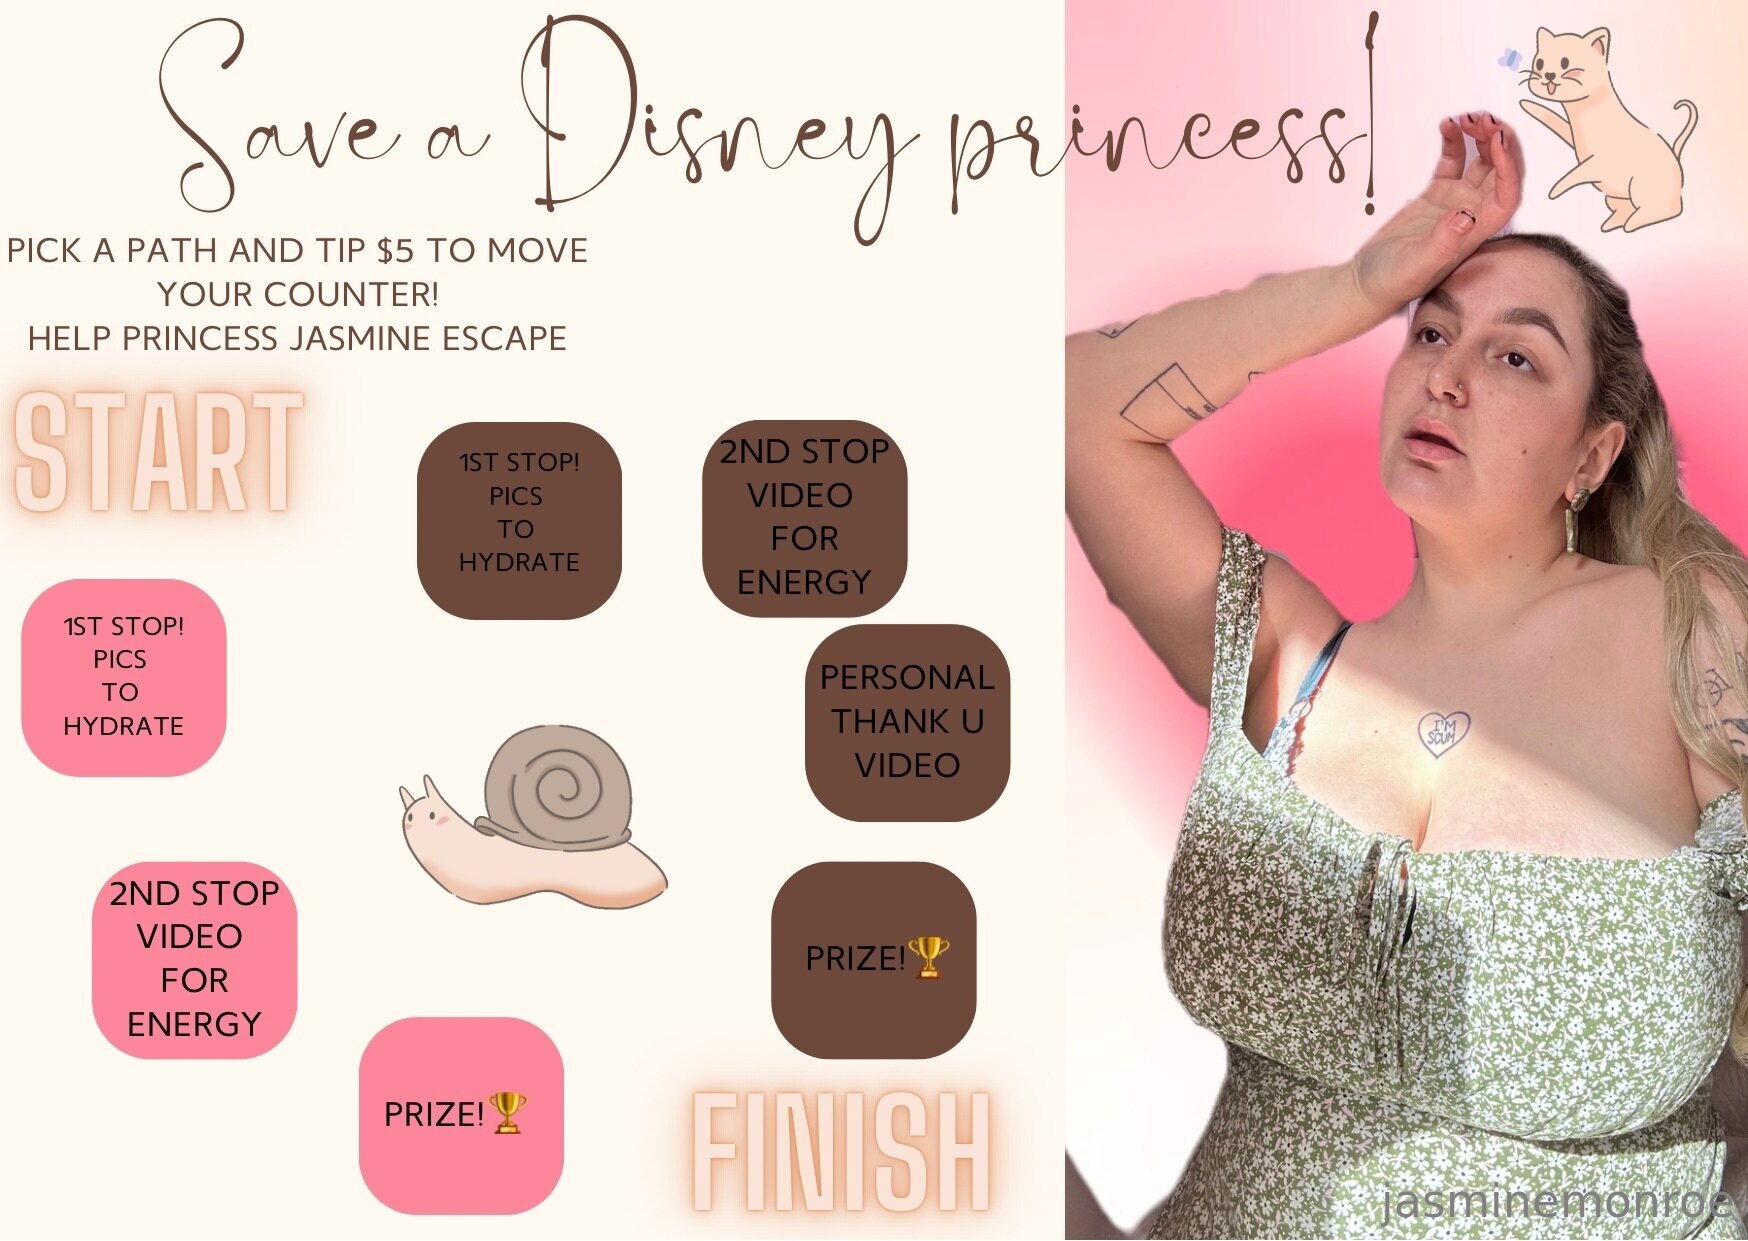 Save a Disney princess!
PICK A PATH AND TIP $5 TO MOVE
YOUR COUNTER!
HELP PRINCESS JASMINE ESCAPE
START
1ST STOP!
PICS
TO
HYDRATE
2ND STOP
VIDEO
FOR
ENERGY
PERSONAL
THANK U
VIDEO
PRIZE!🏆
1ST STOP!
PICS
TO
HYDRATE
2ND STOP
VIDEO
FOR
ENERGY
PRIZE!🏆
FINISH
I'M
SCUM
jasminemonroe